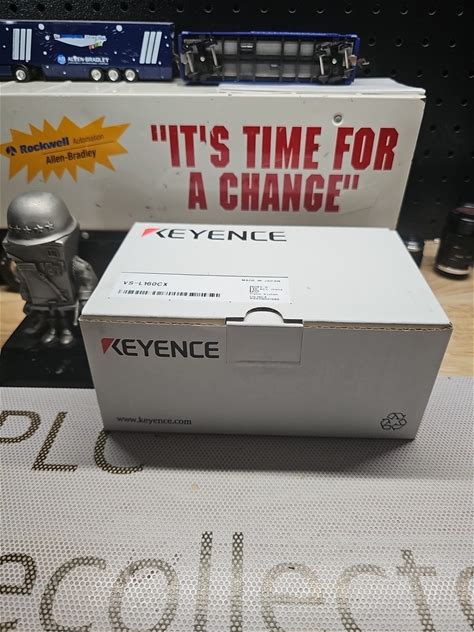 ALLEN-BRADLEY
Rockwell Automation
Allen-Bradley
"IT'S TIME FOR
A CHANGE"
KEYENCE
VS-L160CX
MADE IN JAPAN
KEYENCE
www.keyence.com
PLC
ecollecto